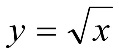 y = √x